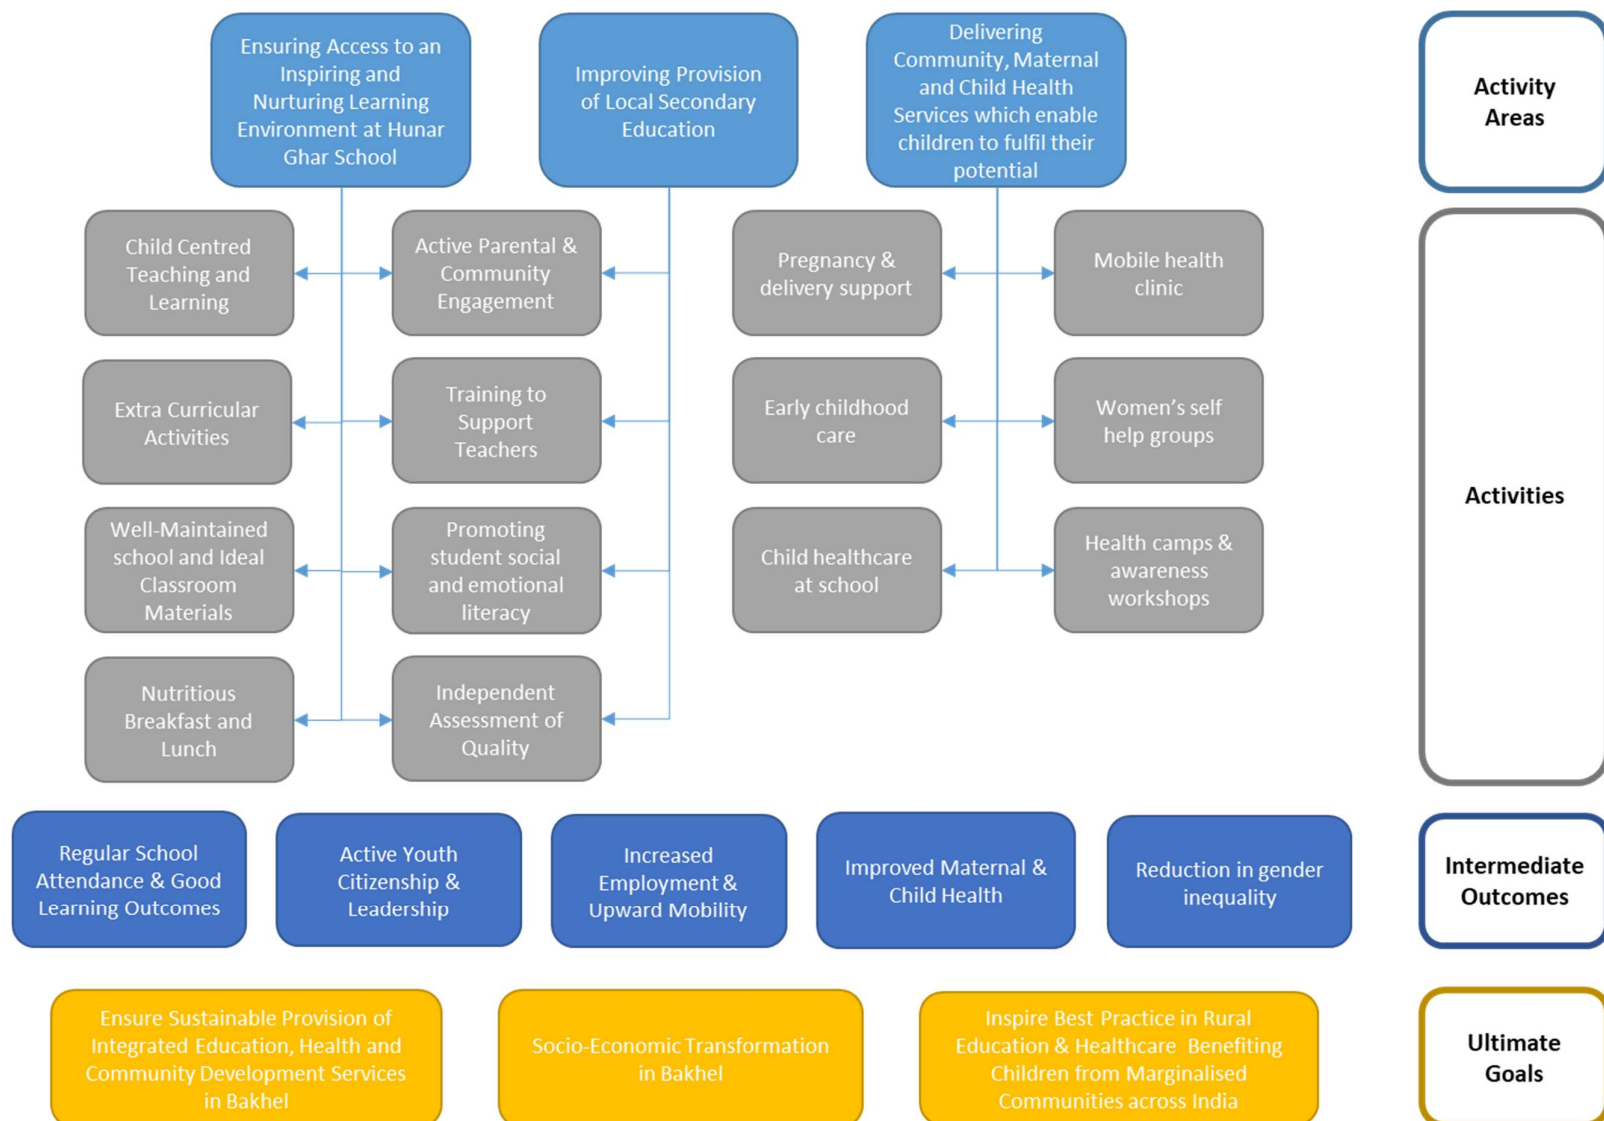 Ensuring Access to an
Inspiring and
Nurturing Learning
Environment at Hunar
Ghar School
Improving Provision
of Local Secondary
Education
Delivering
Community, Maternal
and Child Health
Services which enable
children to fulfil their
potential
Activity
Areas
Child Centred
Teaching and
Learning
Active Parental &
Community
Engagement
Pregnancy &
delivery support
Mobile health
clinic
Extra Curricular
Activities
Training to
Support
Teachers
Early childhood
care
Women's self
help groups
Activities
Well-Maintained
school and Ideal
Classroom
Materials
Promoting
student social
and emotional
literacy
Child healthcare
at school
Health camps &
awareness
workshops
Nutritious
Breakfast and
Lunch
Independent
Assessment of
Quality
Regular School
Attendance & Good
Learning Outcomes
Active Youth
Citizenship &
Leadership
Increased
Employment &
Upward Mobility
Improved Maternal &
Child Health
Reduction in gender
inequality
Intermediate
Outcomes
Ensure Sustainable Provision of
Integrated Education, Health and
Community Development Services
in Bakhel
Socio-Economic Transformation
in Bakhel
Inspire Best Practice in Rural
Education & Healthcare Benefiting
Children from Marginalised
Communities across India
Ultimate
Goals